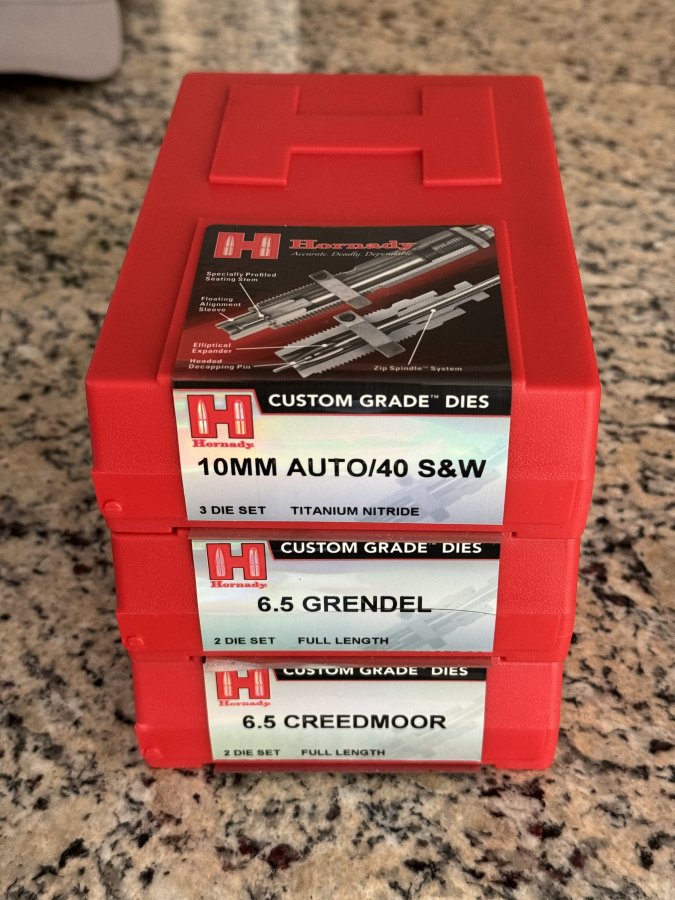 H
H Hornady
Accurate. Deadly. Dependable.
Specially Profiled
Seating Stem
Floating
Alignment
Sleeve
Elliptical
Expander
Headed
Decapping Pin
Zip Spindle™ System
H
Hornady
CUSTOM GRADE™ DIES
10MM AUTO/40 S&W
3 DIE SET TITANIUM NITRIDE
H
Hornady
CUSTOM GRADE™ DIES
6.5 GRENDEL
2 DIE SET FULL LENGTH
H
Hornady
CUSTOM GRADE™ DIES
6.5 CREEDMOOR
2 DIE SET FULL LENGTH